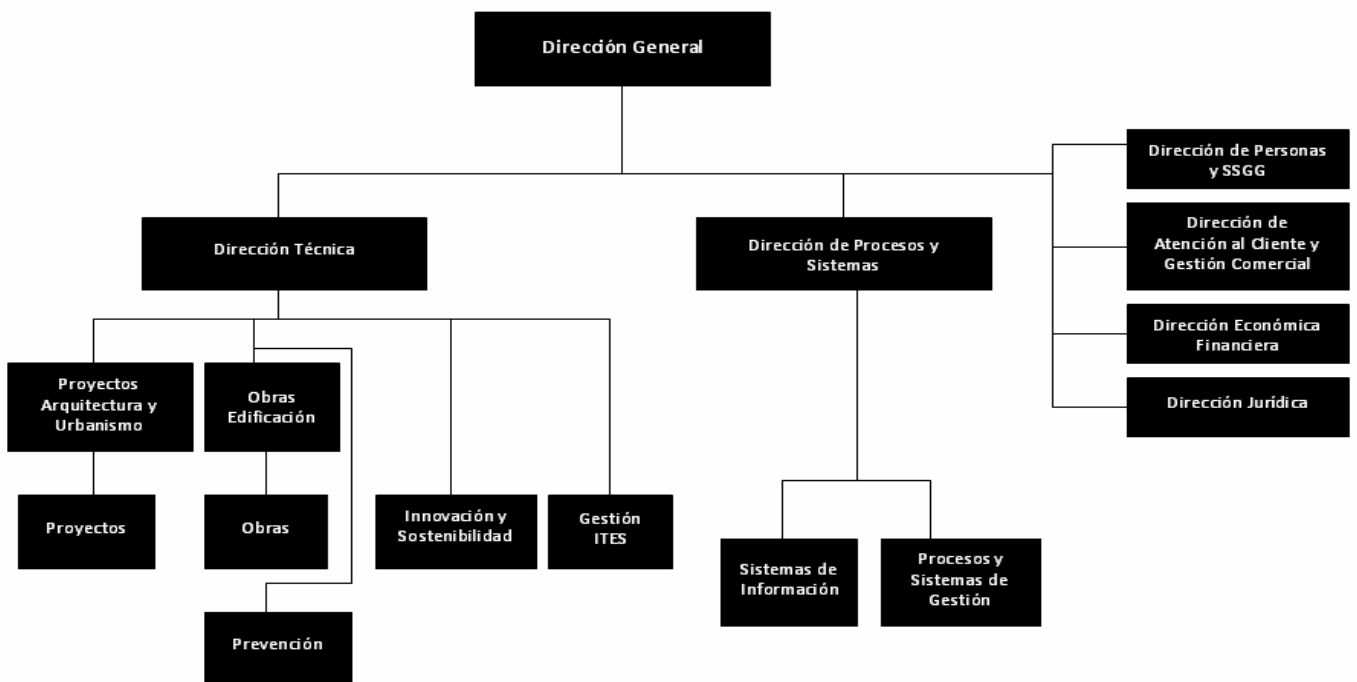 Dirección General
Dirección de Personas
y SSGG
Dirección Técnica
Dirección de Procesos y
Sistemas
Dirección de
Atención al Cliente y
Gestión Comercial
Dirección Económica
Financiera
Dirección Jurídica
Proyectos
Arquitectura y
Urbanismo
Obras
Edificación
Proyectos
Obras
Innovación y
Sostenibilidad
Gestión
ITES
Sistemas de
Información
Procesos y
Sistemas de
Gestión
Prevención